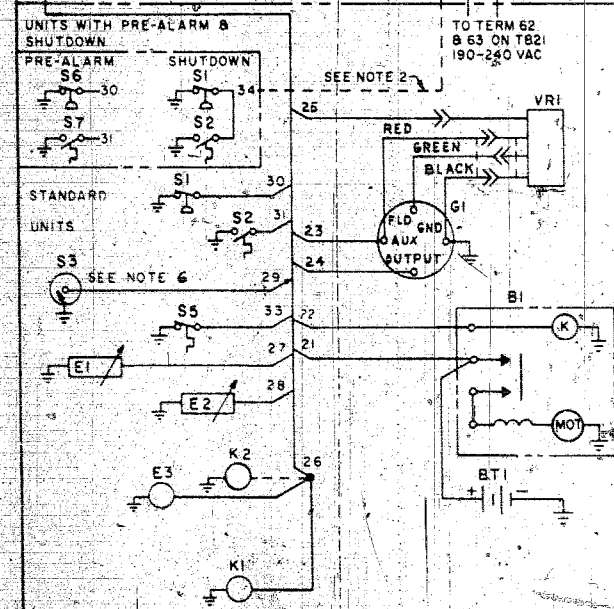 UNITS WITH PRE-ALARM &
SHUTDOWN
TO TERM 62
& 63 ON TB21
190-240 VAC
PRE-ALARM
SHUTDOWN
S6
30
S1
34
SEE NOTE 2
S7
31
S2
25
VR1
RED
GREEN
BLACK
STANDARD
UNITS
S1
30
S2
31
23
G1
FLD
GND
AUX
OUTPUT
24
S3
SEE NOTE 6
29
S5
33
22
B1
K
E1
27
21
E2
28
MOT
K2
26
E3
BT1
+
-
K1